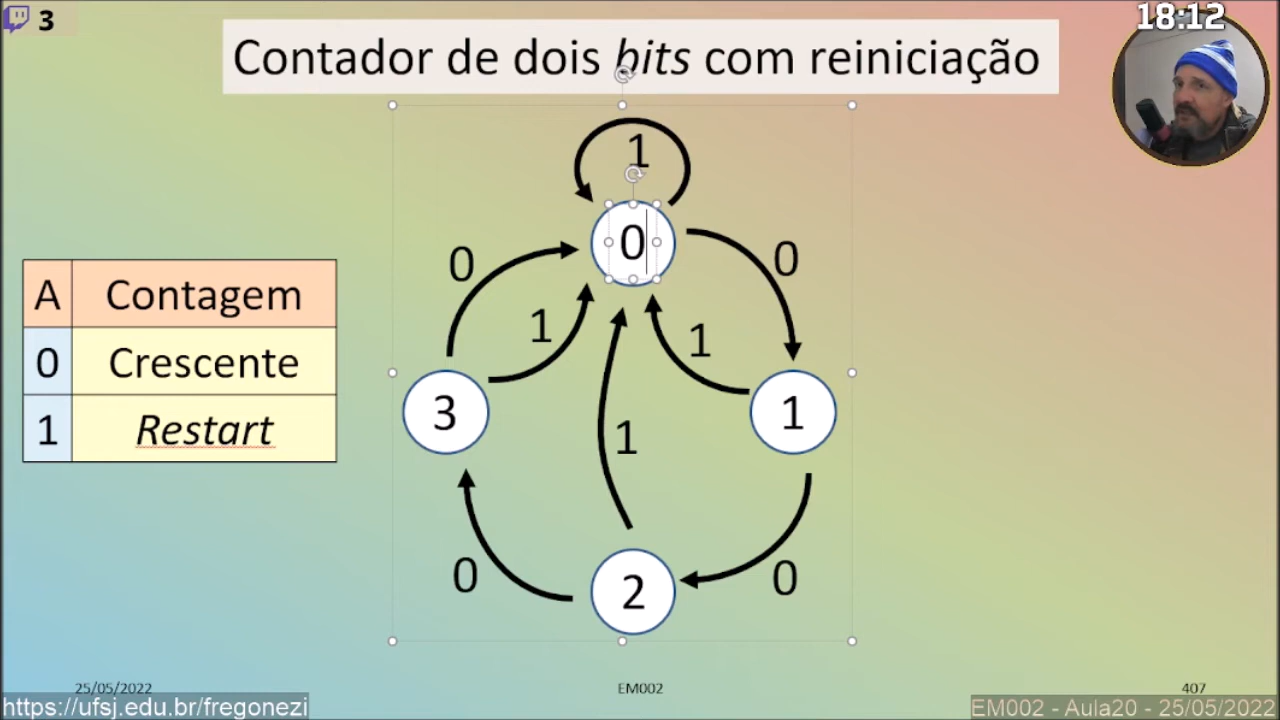 3
18:12
Contador de dois bits com reiniciação
1
0
0
0
1
1
A Contagem
0 Crescente
1 Restart
3
1
1
0
2
0
25/05/2022
EM002
407
https://ufsj.edu.br/fregonezi
EM002 - Aula20 - 25/05/2022